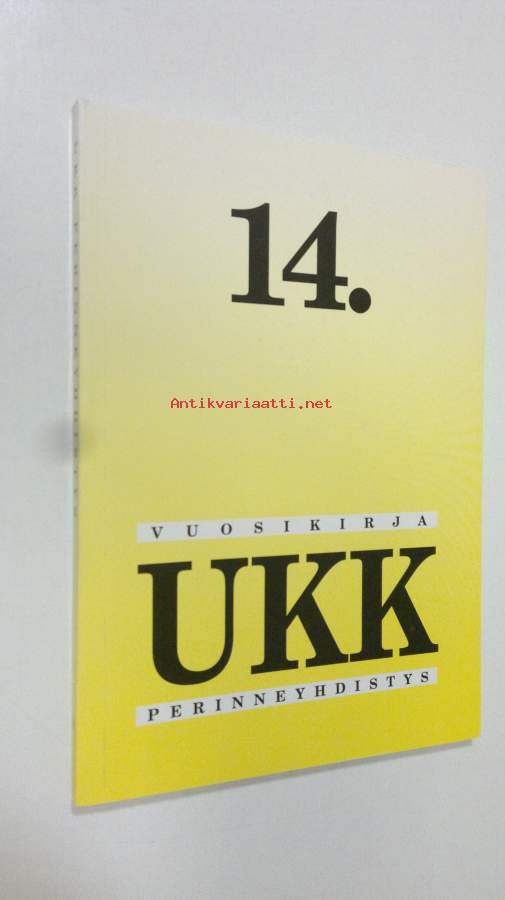 14.
Antikvariaatti.net
VUOSIKIRJA
UKK
PERINNEYHDISTYS